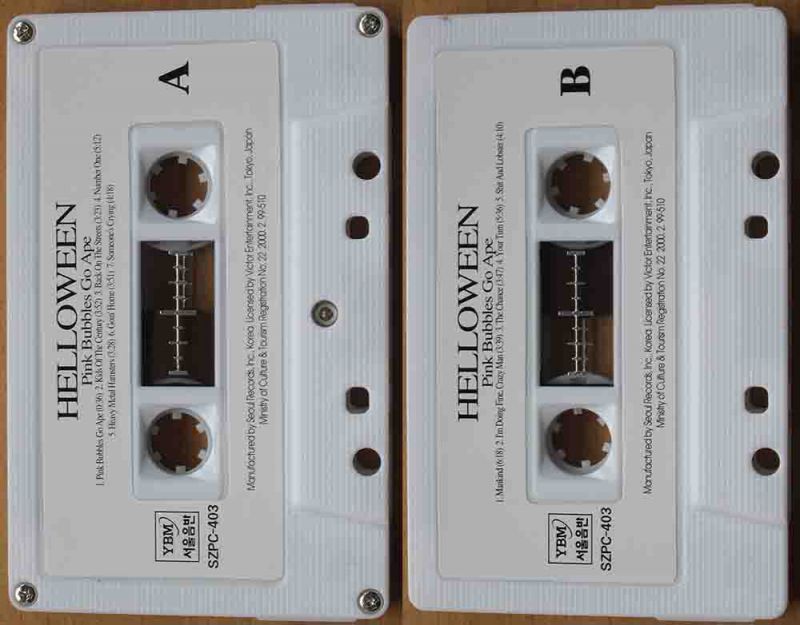 A
HELLOWEEN
Pink Bubbles Go Ape
1. Pink Bubbles Go Ape (0:36) 2. Kids Of The Century (3:52) 3. Back On The Streets (3:23) 4. Number One (5:12)
5. Heavy Metal Hamsters (3:28) 6. Goin' Home (3:51) 7. Someone's Crying (4:18)
Manufactured by Seoul Records, Inc., Korea. Licensed by Victor Entertainment, Inc., Tokyo, Japan
Ministry of Culture & Tourism Registration No. 22. 2000. 2. 99-510
YBM
서울음반
SZPC-403
B
HELLOWEEN
Pink Bubbles Go Ape
1. Mankind (6:18) 2. I'm Doing Fine, Crazy Man (3:39) 3. The Chance (3:47) 4. Your Turn (5:36) 5. Shit And Lobster (4:10)
Manufactured by Seoul Records, Inc., Korea. Licensed by Victor Entertainment, Inc., Tokyo, Japan
Ministry of Culture & Tourism Registration No. 22. 2000. 2. 99-510
YBM
서울음반
SZPC-403